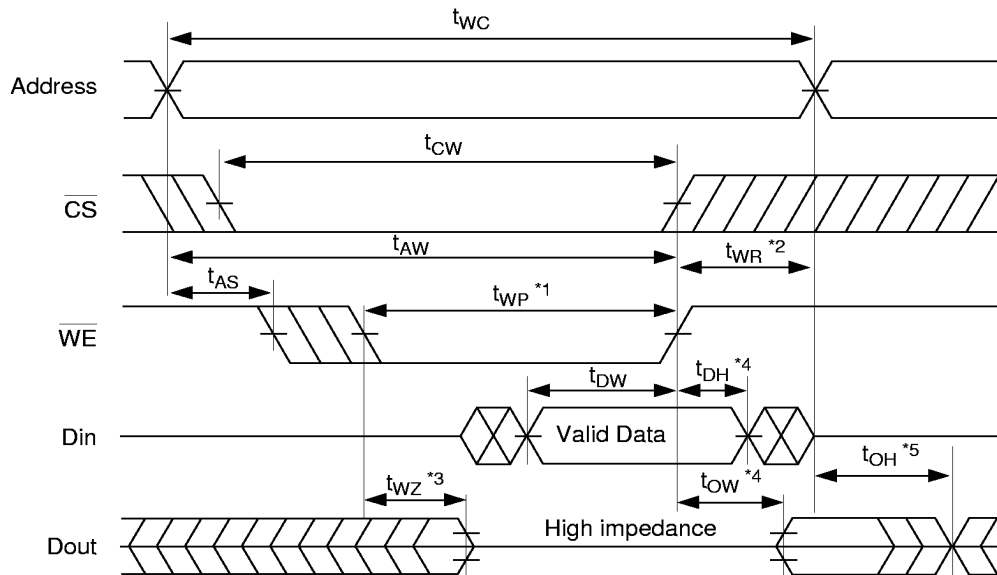 tWC
Address
tCW
CS
tAW
tWR *2
tAS
tWP *1
WE
tDW
tDH *4
Din
Valid Data
tOH *5
tWZ *3
tOW *4
High impedance
Dout